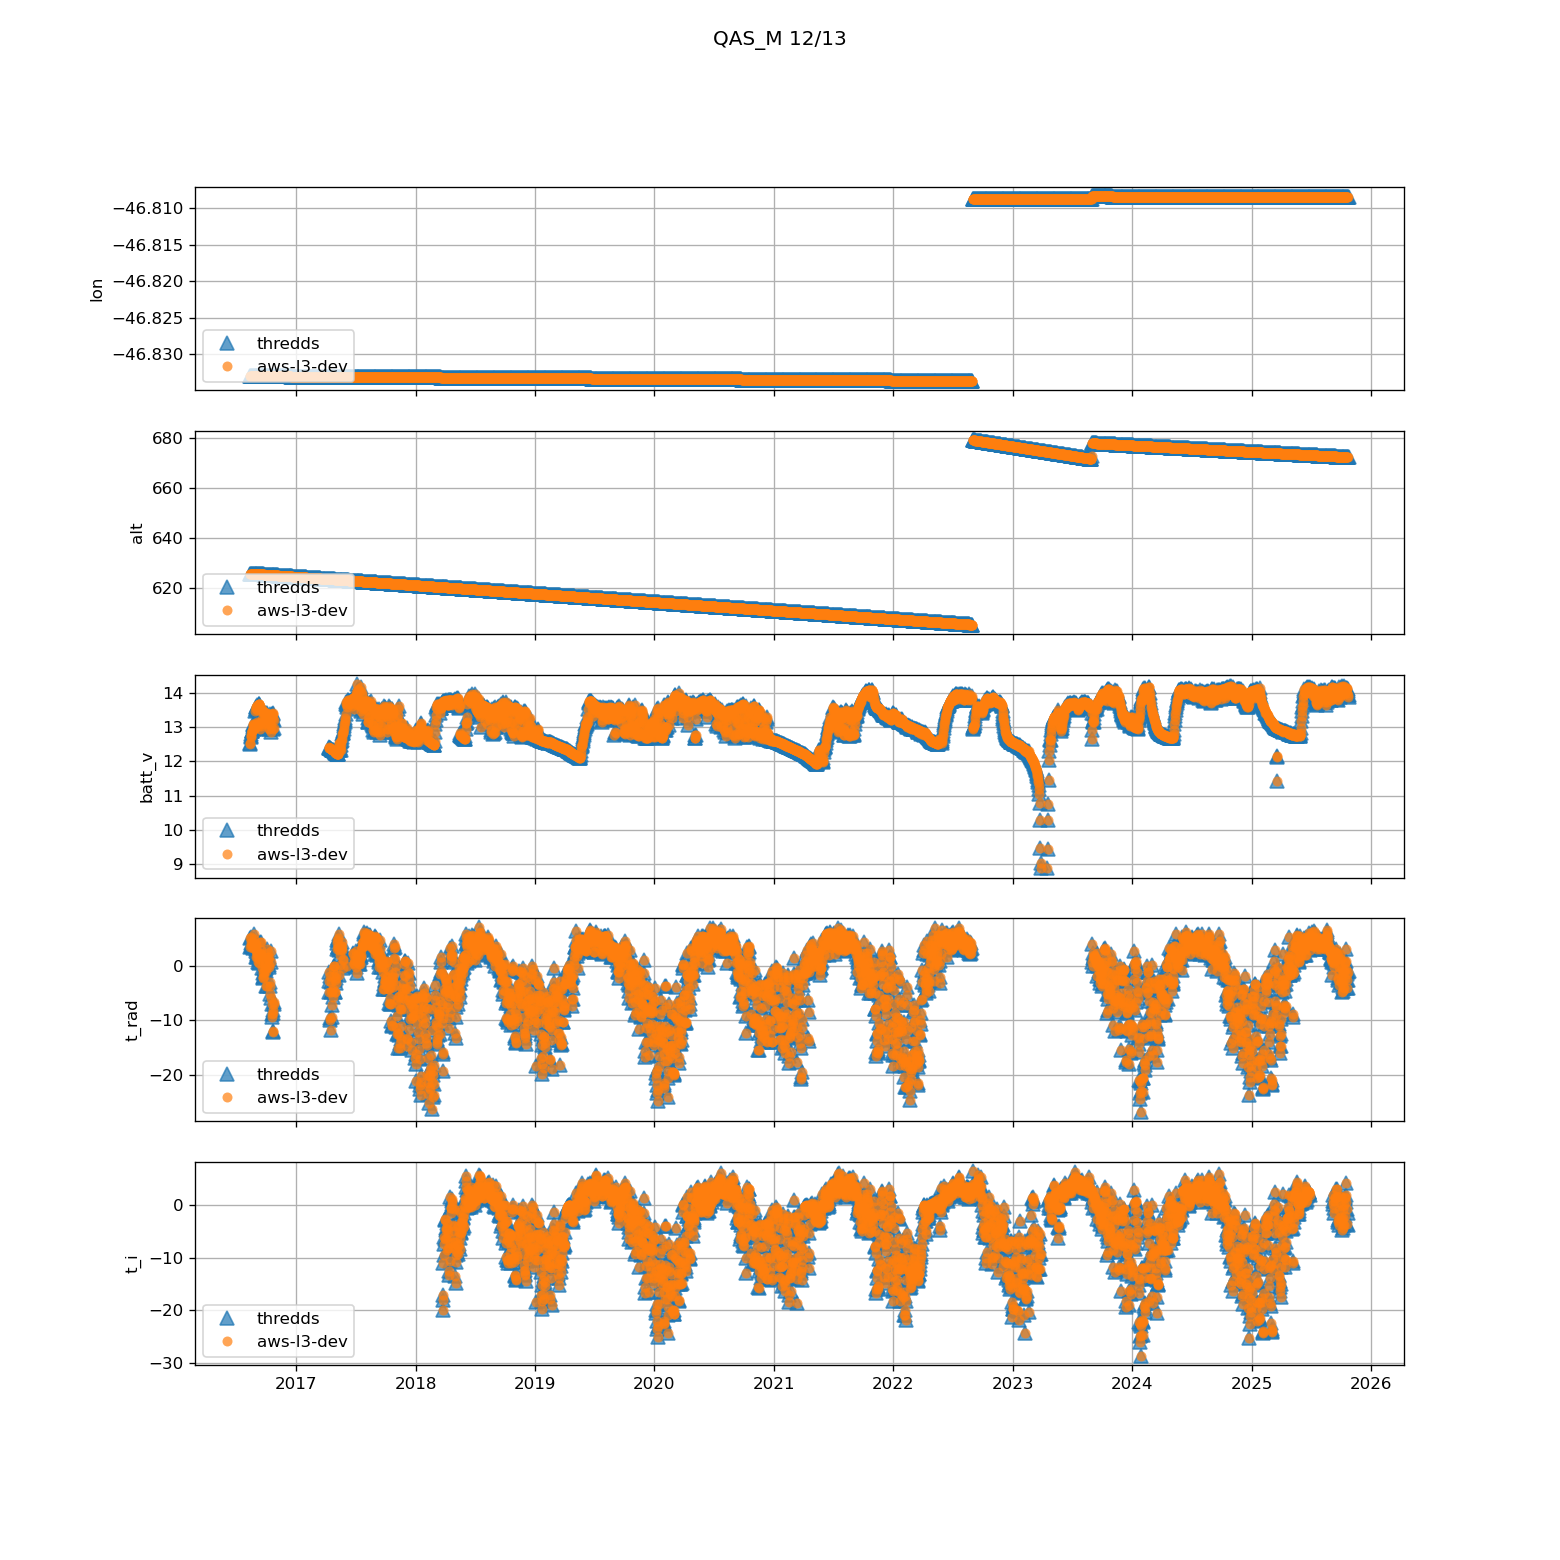 QAS_M 12/13
−46.810
−46.815
−46.820
−46.825
−46.830
lon
thredds
aws-l3-dev
680
660
640
620
alt
thredds
aws-l3-dev
14
13
12
11
10
9
batt_v
thredds
aws-l3-dev
0
−10
−20
t_rad
thredds
aws-l3-dev
0
−10
−20
−30
t_i
thredds
aws-l3-dev
2017 2018 2019 2020 2021 2022 2023 2024 2025 2026